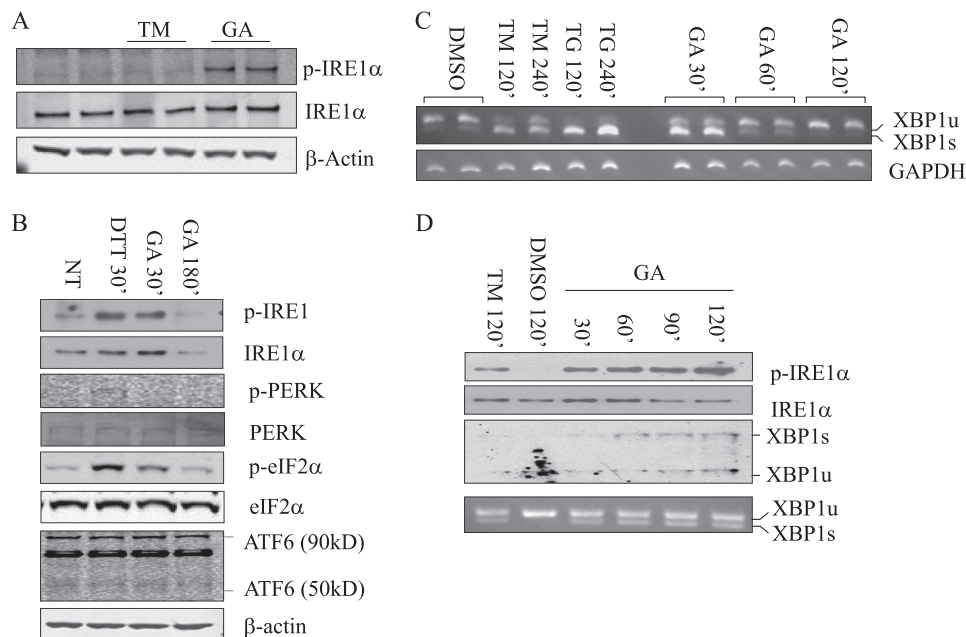 A
TM GA
p-IRE1α
IRE1α
β-Actin
B
NT
DTT 30’
GA 30’
GA 180’
p-IRE1
IRE1α
p-PERK
PERK
p-eIF2α
eIF2α
ATF6 (90kD)
ATF6 (50kD)
β-actin
C
DMSO
TM 120’
TM 240’
TG 120’
TG 240’
GA 30’
GA 60’
GA 120’
XBP1u
XBP1s
GAPDH
D
TM 120’
DMSO 120’
GA
30’
60’
90’
120’
p-IRE1α
IRE1α
XBP1s
XBP1u
XBP1u
XBP1s